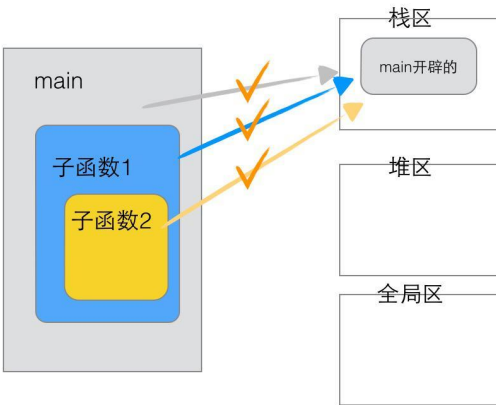 main
子函数1
子函数2
栈区
main开辟的
堆区
全局区